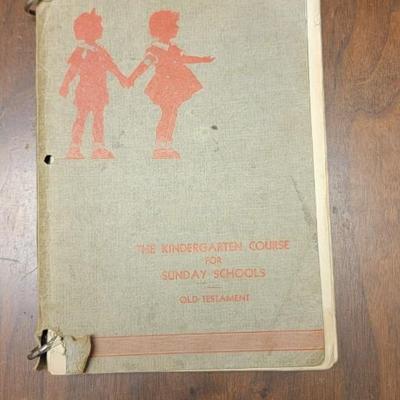 THE KINDERGARTEN COURSE
FOR
SUNDAY SCHOOLS
OLD TESTAMENT